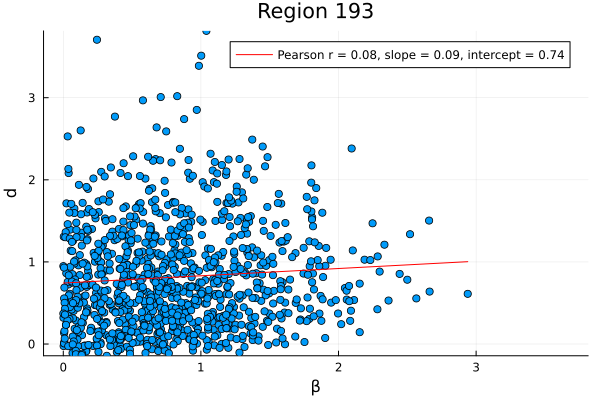 Region 193
Pearson r = 0.08, slope = 0.09, intercept = 0.74
3
2
1
0
d
0 1 2 3
β